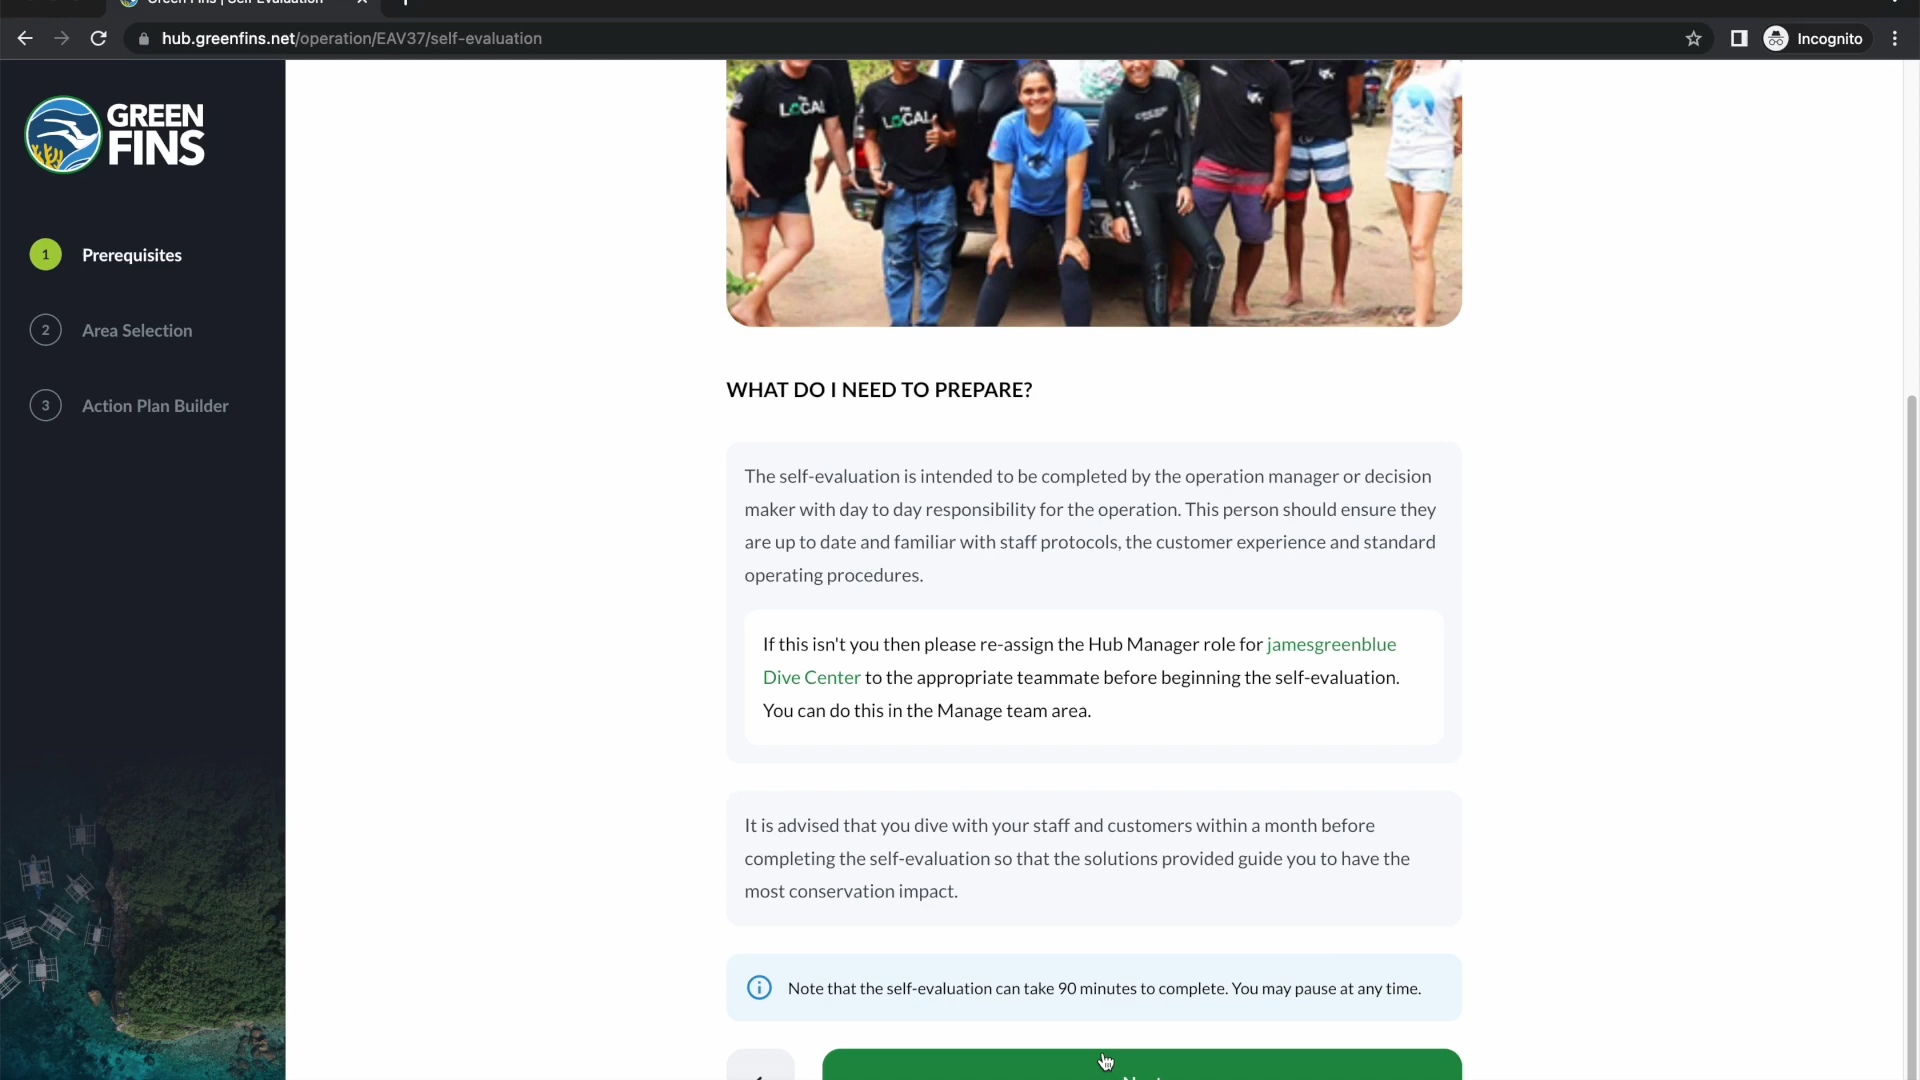 hub.greenfins.net/operation/EAV37/self-evaluation
Incognito
GREEN
FINS
1 Prerequisites
2 Area Selection
3 Action Plan Builder
LOCAL
LOCAL
WHAT DO I NEED TO PREPARE?
The self-evaluation is intended to be completed by the operation manager or decision
maker with day to day responsibility for the operation. This person should ensure they
are up to date and familiar with staff protocols, the customer experience and standard
operating procedures.
If this isn't you then please re-assign the Hub Manager role for jamesgreenblue
Dive Center to the appropriate teammate before beginning the self-evaluation.
You can do this in the Manage team area.
It is advised that you dive with your staff and customers within a month before
completing the self-evaluation so that the solutions provided guide you to have the
most conservation impact.
Note that the self-evaluation can take 90 minutes to complete. You may pause at any time.